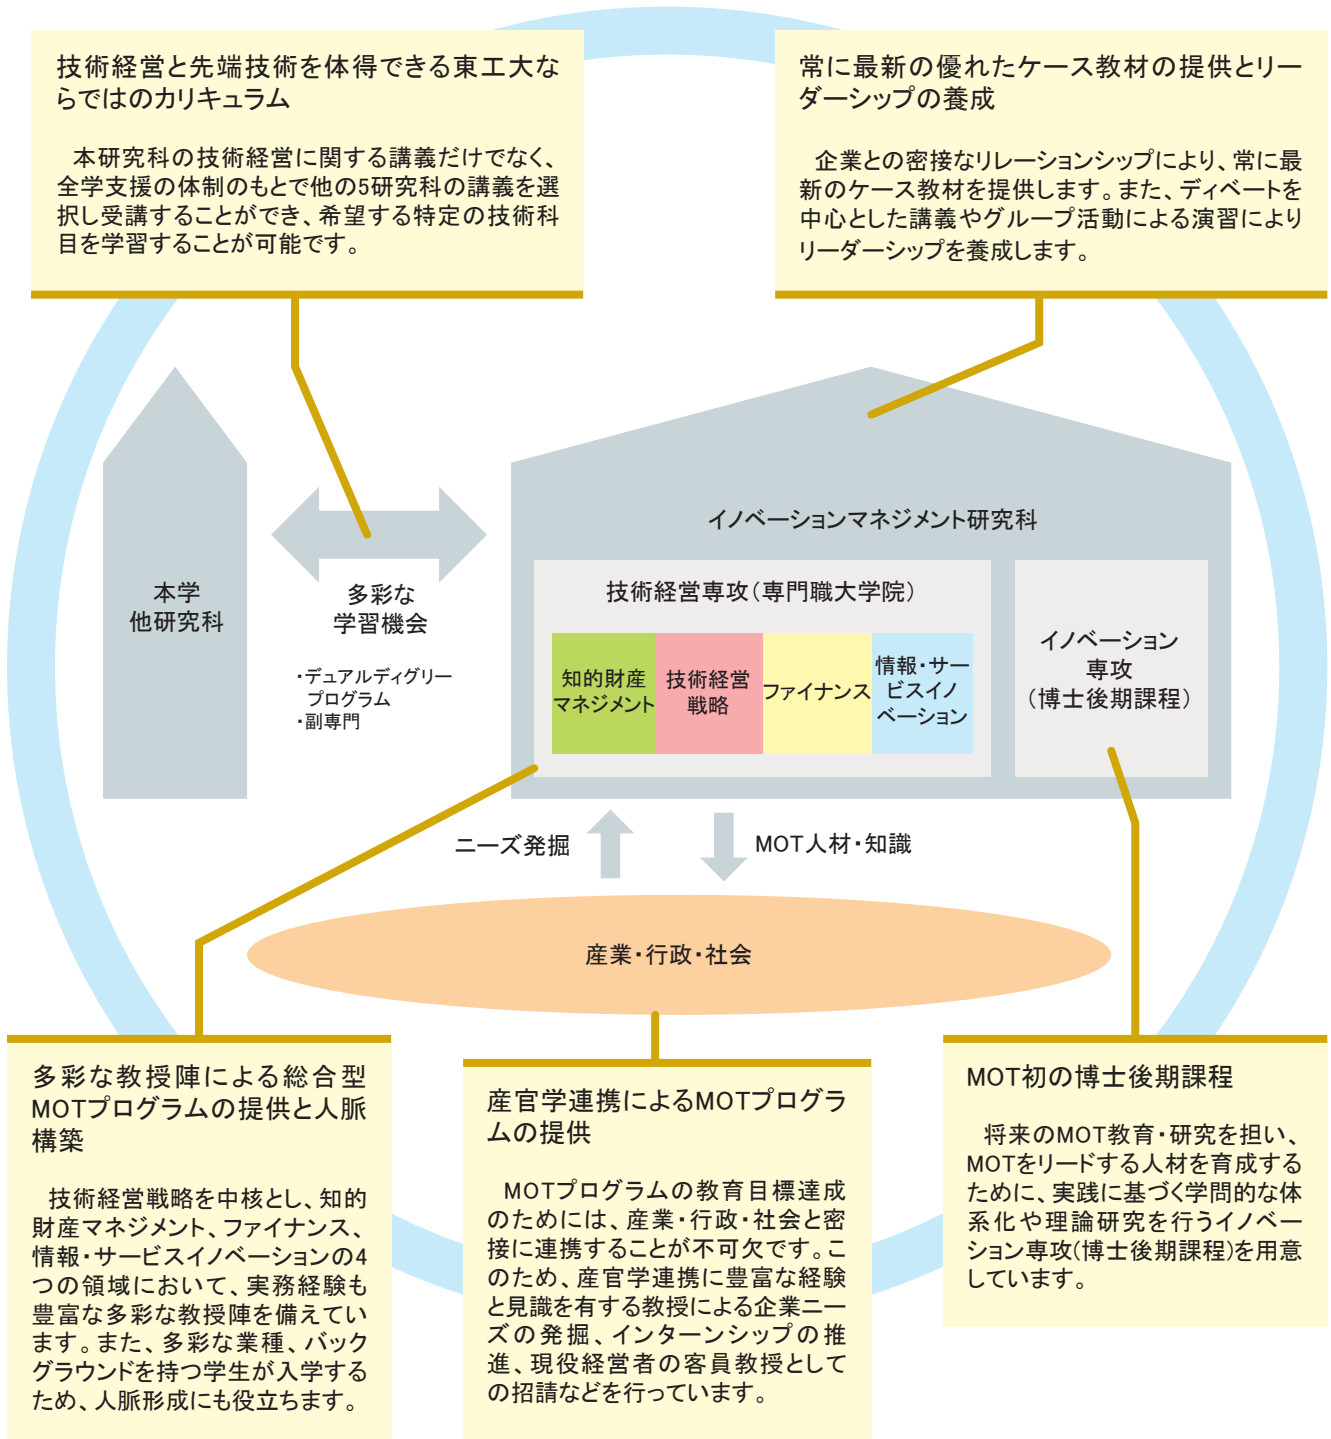 技術経営と先端技術を体得できる東工大な
らではのカリキュラム
本研究科の技術経営に関する講義だけでなく、
全学支援の体制のもとで他の5研究科の講義を選
択し受講することができ、希望する特定の技術科
目を学習することが可能です。
常に最新の優れたケース教材の提供とリー
ダーシップの養成
企業との密接なリレーションシップにより、常に最
新のケース教材を提供します。また、ディベートを
中心とした講義やグループ活動による演習により
リーダーシップを養成します。
本学
他研究科
多彩な
学習機会
・デュアルディグリー
プログラム
・副専門
イノベーションマネジメント研究科
技術経営専攻(専門職大学院)
知的財産
マネジメント
技術経営
戦略
ファイナンス
情報・サー
ビスイノ
ベーション
イノベーション
専攻
(博士後期課程)
ニーズ発掘
MOT人材・知識
産業・行政・社会
多彩な教授陣による総合型
MOTプログラムの提供と人脈
構築
技術経営戦略を中核とし、知的
財産マネジメント、ファイナンス、
情報・サービスイノベーションの4
つの領域において、実務経験も
豊富な多彩な教授陣を備えてい
ます。また、多彩な業種、バック
グラウンドを持つ学生が入学する
ため、人脈形成にも役立ちます。
産官学連携によるMOTプログラ
ムの提供
MOTプログラムの教育目標達成
のためには、産業・行政・社会と密
接に連携することが不可欠です。こ
のため、産官学連携に豊富な経験
と見識を有する教授による企業ニー
ズの発掘、インターンシップの推
進、現役経営者の客員教授として
の招請などを行っています。
MOT初の博士後期課程
将来のMOT教育・研究を担い、
MOTをリードする人材を育成する
ために、実践に基づく学問的な体
系化や理論研究を行うイノベー
ション専攻(博士後期課程)を用意
しています。